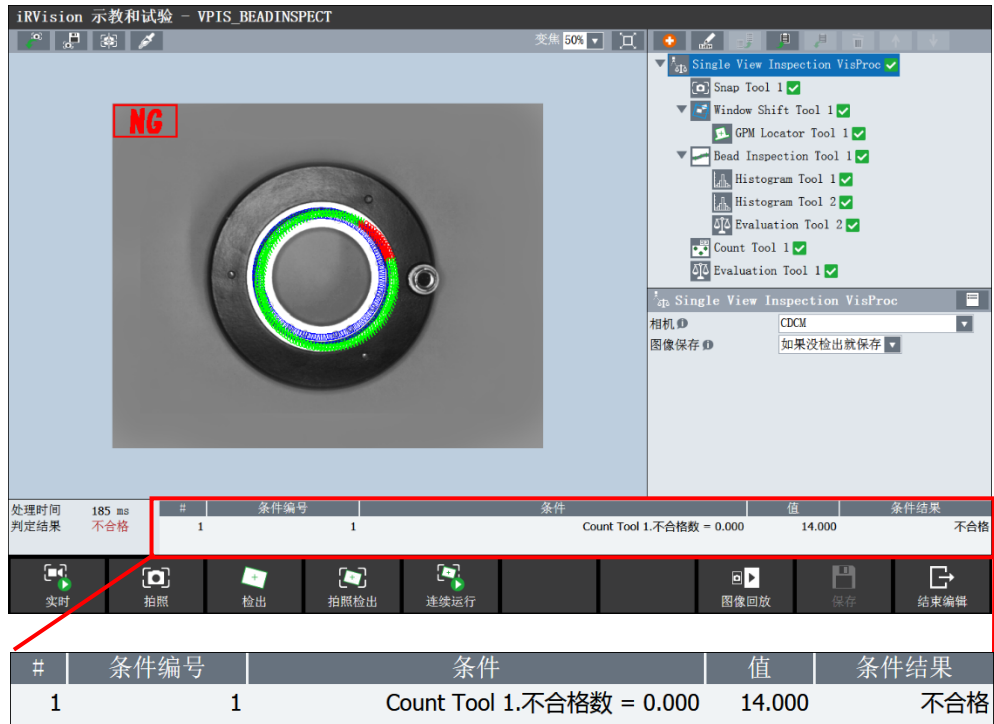 iRVision 示教和试验 - VPIS_BEADINSPECT
变焦 50%
NG
Single View Inspection VisProc
Snap Tool 1
Window Shift Tool 1
GPM Locator Tool 1
Bead Inspection Tool 1
Histogram Tool 1
Histogram Tool 2
Evaluation Tool 2
Count Tool 1
Evaluation Tool 1
Single View Inspection VisProc
相机 CDCM
图像保存 如果没检出就保存
处理时间 185 ms
判定结果 不合格
# 条件编号 条件 值 条件结果
1 1 Count Tool 1.不合格数 = 0.000 14.000 不合格
实时 拍照 检出 拍照检出 连续运行 图像回放 保存 结束编辑
# 条件编号 条件 值 条件结果
1 1 Count Tool 1.不合格数 = 0.000 14.000 不合格